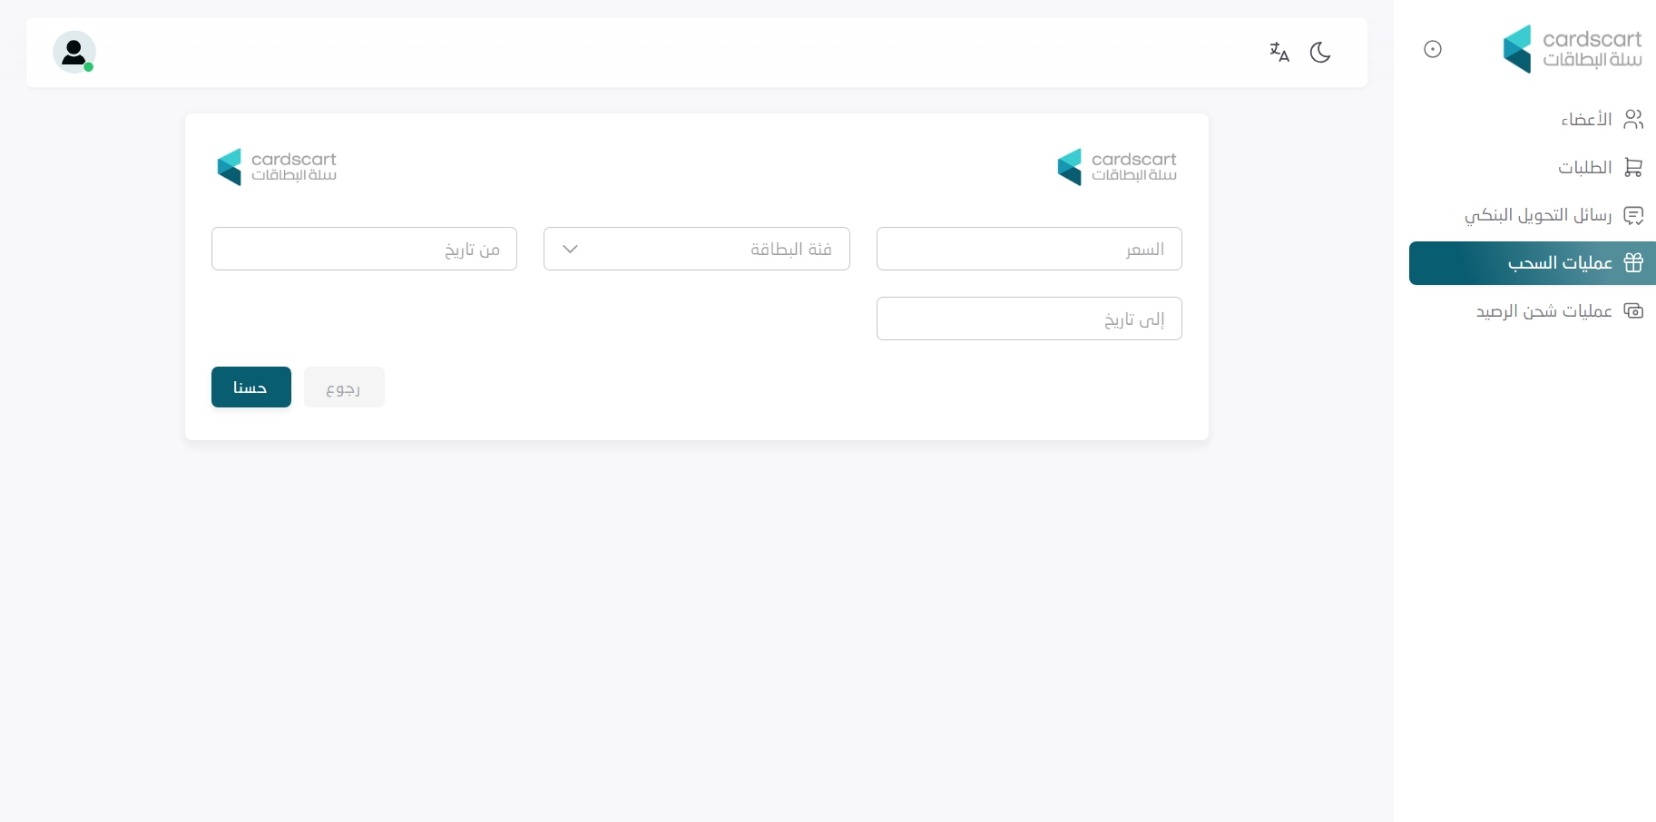 cardscart
سلة البطاقات
الأعضاء
الطلبات
رسائل التحويل البنكي
عمليات السحب
عمليات شحن الرصيد
cardscart
سلة البطاقات
cardscart
سلة البطاقات
السعر
فئة البطاقة
من تاريخ
إلى تاريخ
رجوع
حسنا